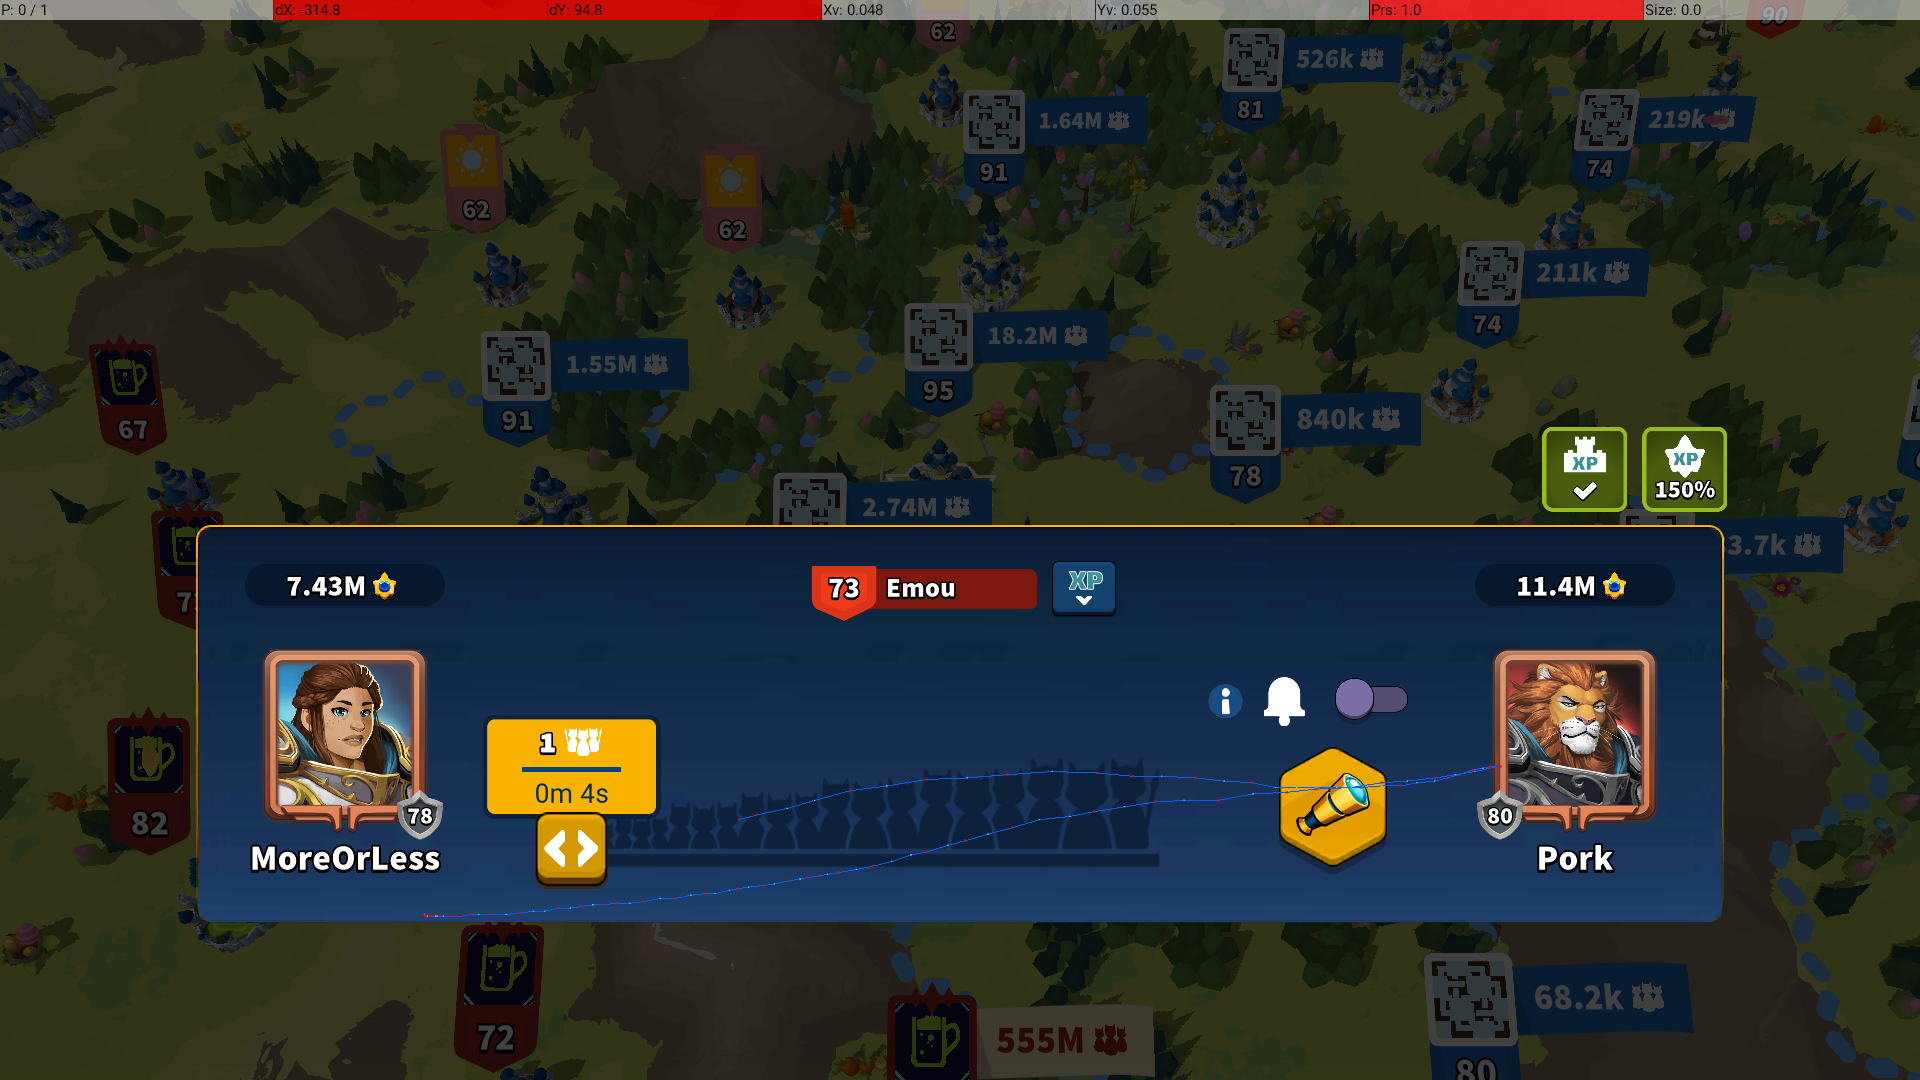 P: 0 / 1
dX: -314.8
dY: 94.8
Xv: 0.048
Yv: 0.055
Prs: 1.0
Size: 0.0
62
90
526k
81
1.64M
91
219k
74
62
62
211k
74
18.2M
95
1.55M
91
67
840k
78
2.74M
XP
XP
150%
3.7k
7.43M
73
Emou
XP
11.4M
1
0m 4s
78
MoreOrLess
80
Pork
82
72
555M
68.2k
80